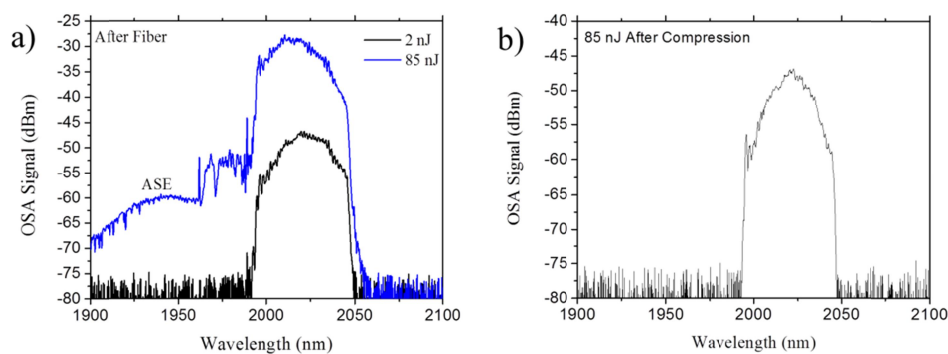 a)
After Fiber
2 nJ
85 nJ
ASE
-25
-30
-35
-40
-45
-50
-55
-60
-65
-70
-75
-80
OSA Signal (dBm)
1900 1950 2000 2050 2100
Wavelength (nm)
b)
85 nJ After Compression
-40
-45
-50
-55
-60
-65
-70
-75
-80
OSA Signal (dBm)
1900 1950 2000 2050 2100
Wavelength (nm)